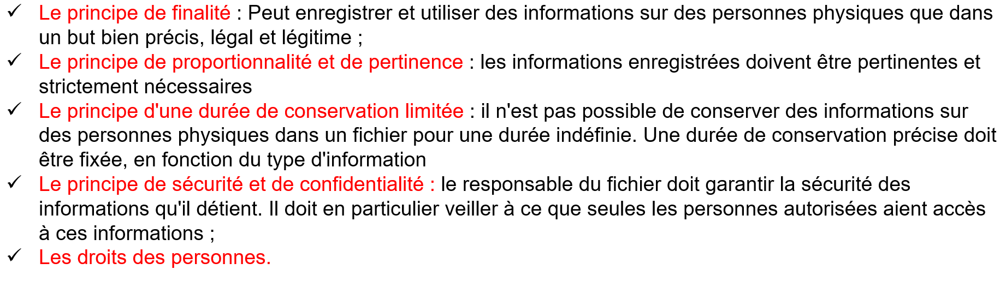 ✓ Le principe de finalité : Peut enregistrer et utiliser des informations sur des personnes physiques que dans
un but bien précis, légal et légitime ;
✓ Le principe de proportionnalité et de pertinence : les informations enregistrées doivent être pertinentes et
strictement nécessaires
✓ Le principe d'une durée de conservation limitée : il n'est pas possible de conserver des informations sur
des personnes physiques dans un fichier pour une durée indéfinie. Une durée de conservation précise doit
être fixée, en fonction du type d'information
✓ Le principe de sécurité et de confidentialité : le responsable du fichier doit garantir la sécurité des
informations qu'il détient. Il doit en particulier veiller à ce que seules les personnes autorisées aient accès
à ces informations ;
✓ Les droits des personnes.